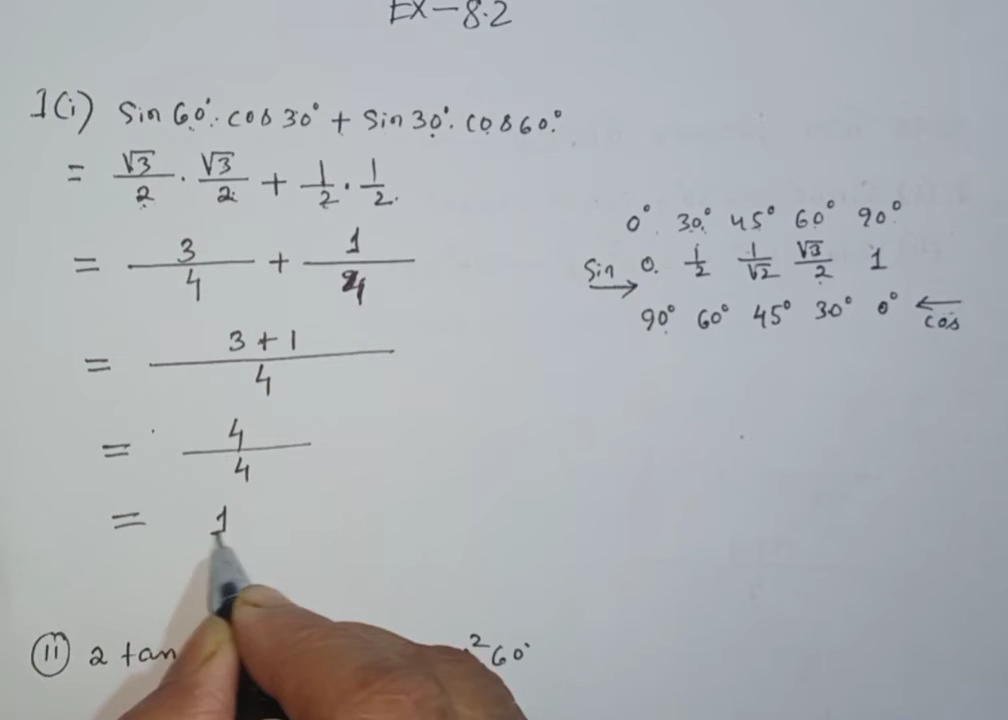 EX-8.2
1(i) Sin 60°. cos 30° + Sin 30°. cos 60°
= √3/2 . √3/2 + 1/2 . 1/2
= 3/4 + 1/4
= 3+1/4
= 4/4
= 1
0° 30° 45° 60° 90°
Sin → 0 1/2 1/√2 √3/2 1
90° 60° 45° 30° 0° ← cos
(ii) 2 tan ²60°